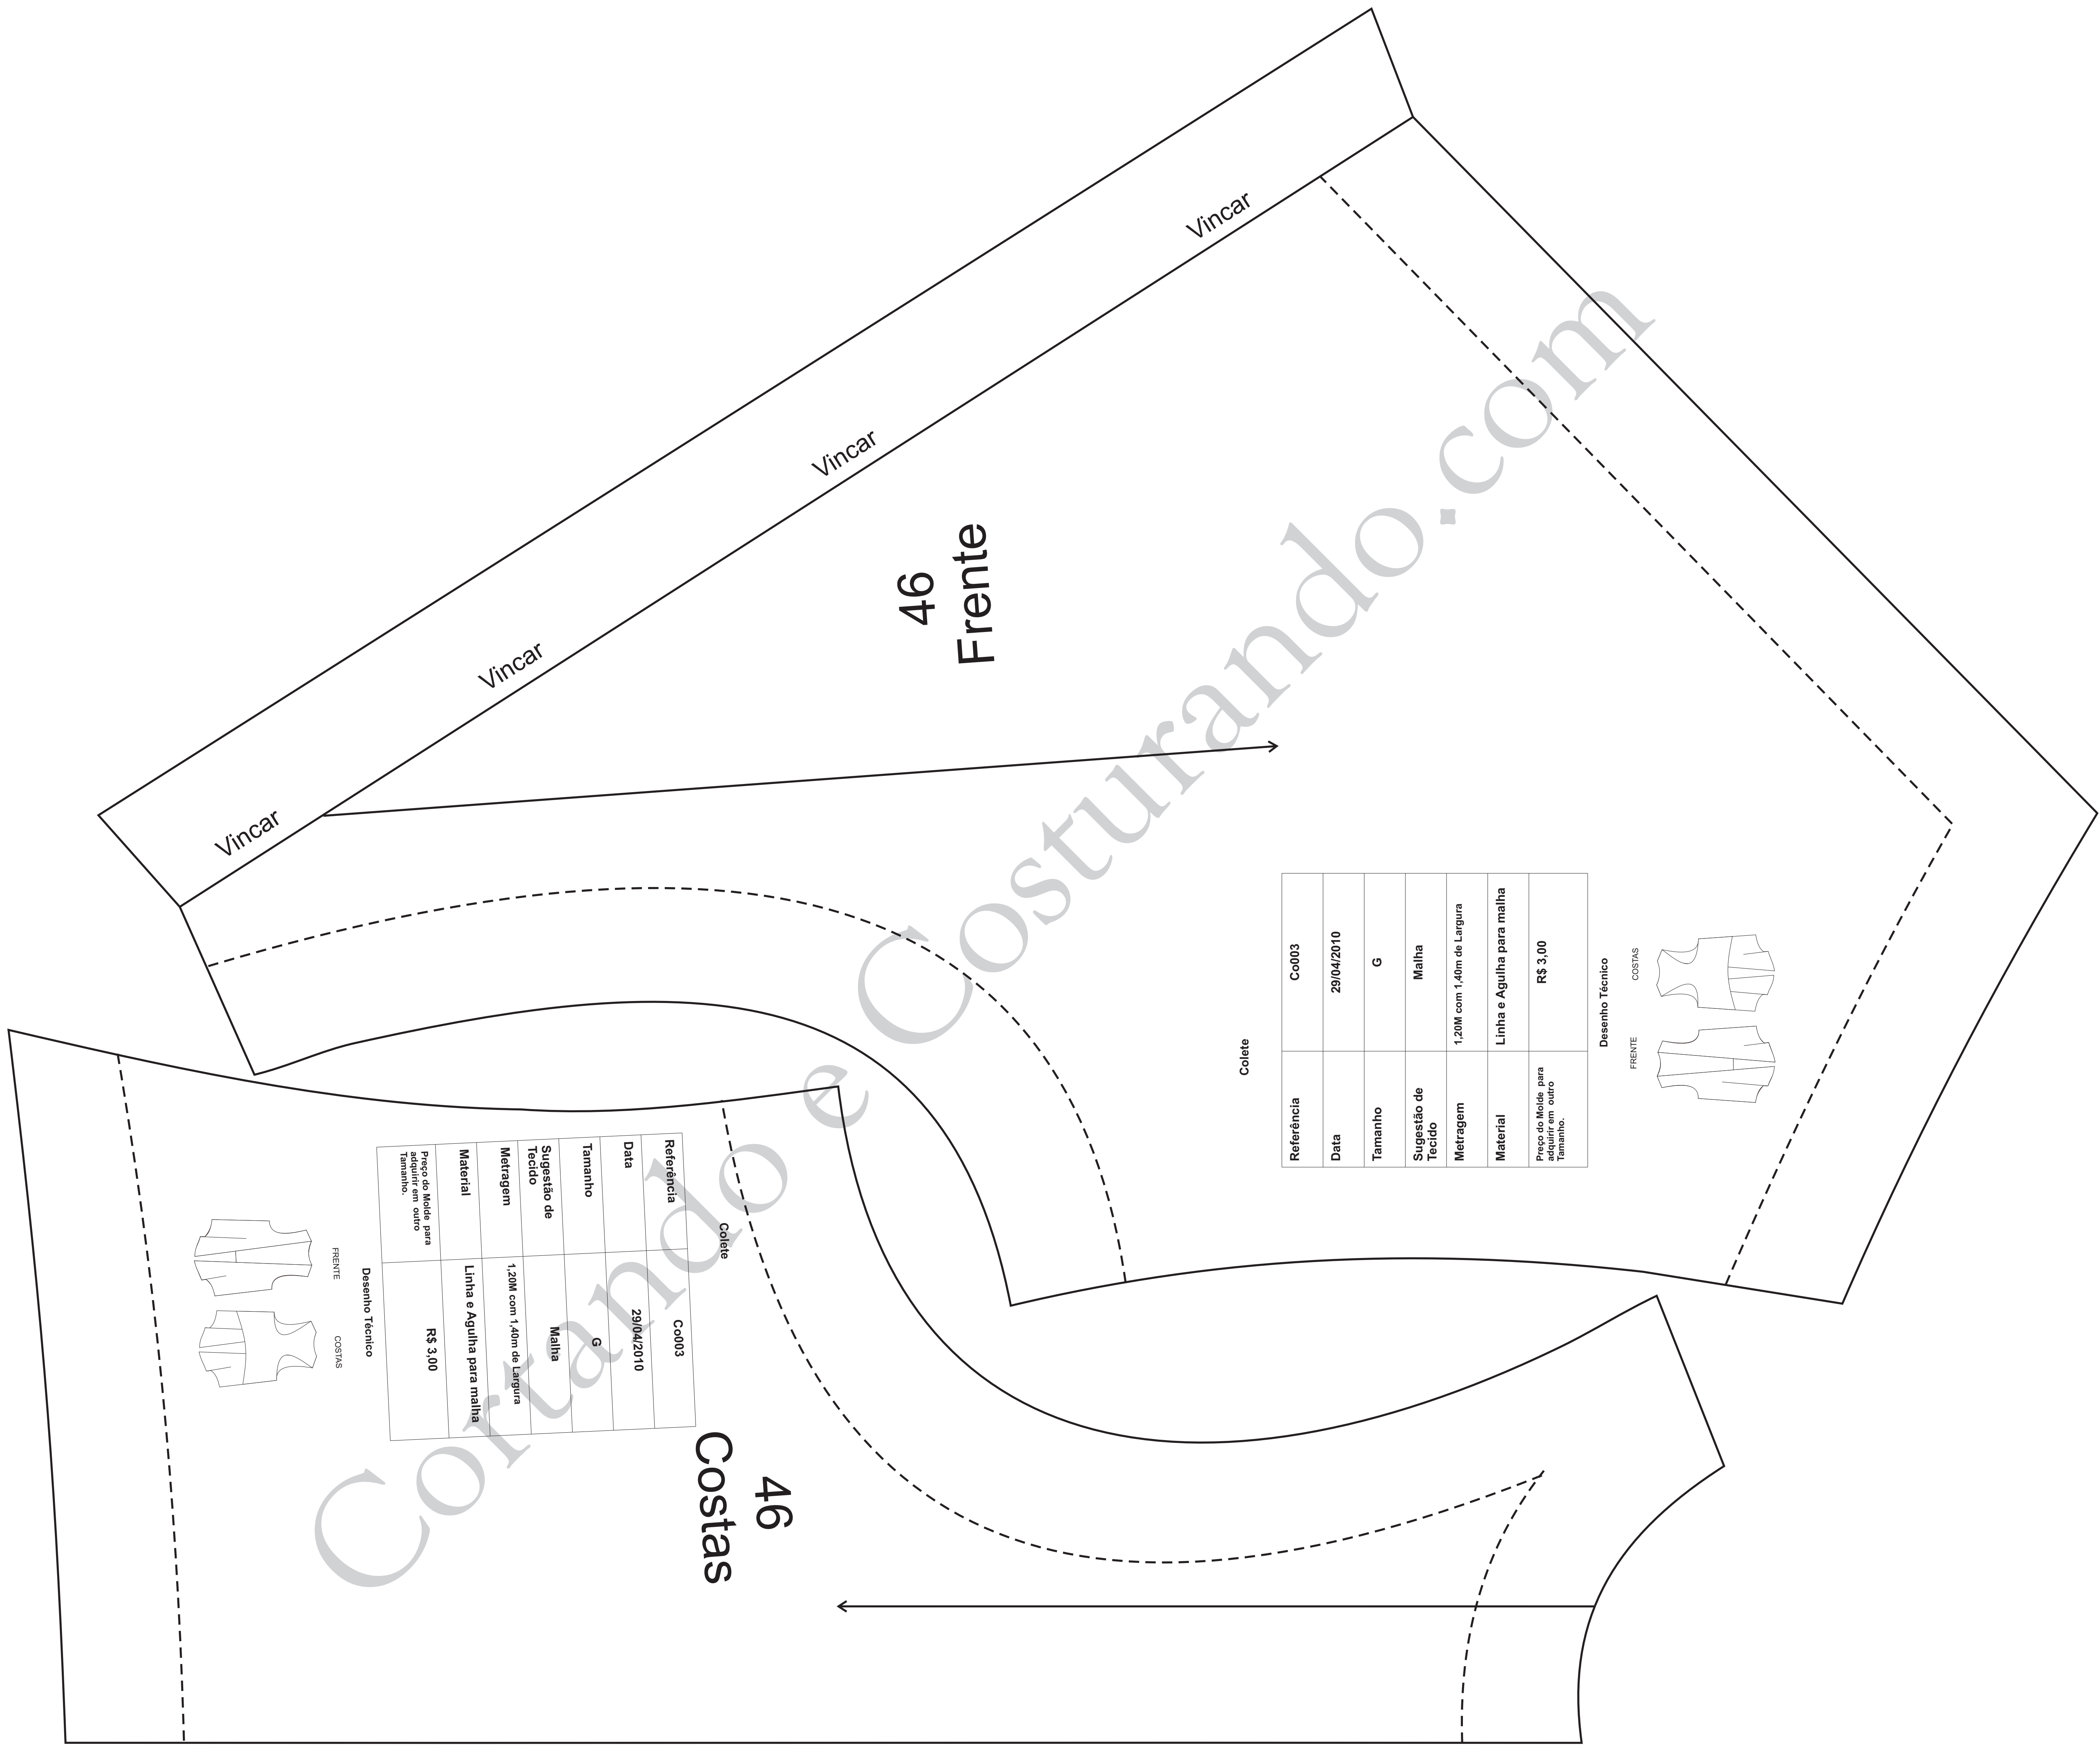 Vincar
Vincar
Vincar
Vincar
46
Frente
Colete
Referência Co003
Data 29/04/2010
Tamanho G
Sugestão de
Tecido
Malha
Metragem 1,20M com 1,40m de Largura
Material Linha e Agulha para malha
Preço do Molde para
adquirir em outro
Tamanho.
R$ 3,00
Desenho Técnico
FRENTE COSTAS
Colete
Referência Co003
Data 29/04/2010
Tamanho G
Sugestão de
Tecido
Malha
Metragem 1,20M com 1,40m de Largura
Material Linha e Agulha para malha
Preço do Molde para
adquirir em outro
Tamanho.
R$ 3,00
Desenho Técnico
FRENTE COSTAS
46
Costas
Cortando e Costurando.com